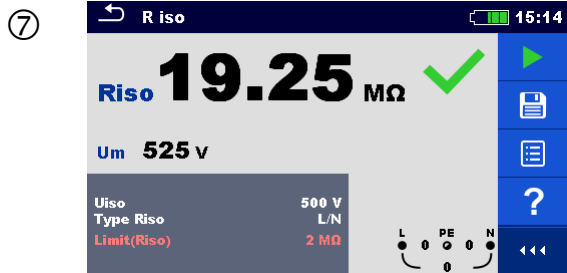 ⑦
R iso 15:14
Riso 19.25 MΩ
Um 525 V
Uiso 500 V
Type Riso L/N
Limit(Riso) 2 MΩ
L PE N
0 0
0
?